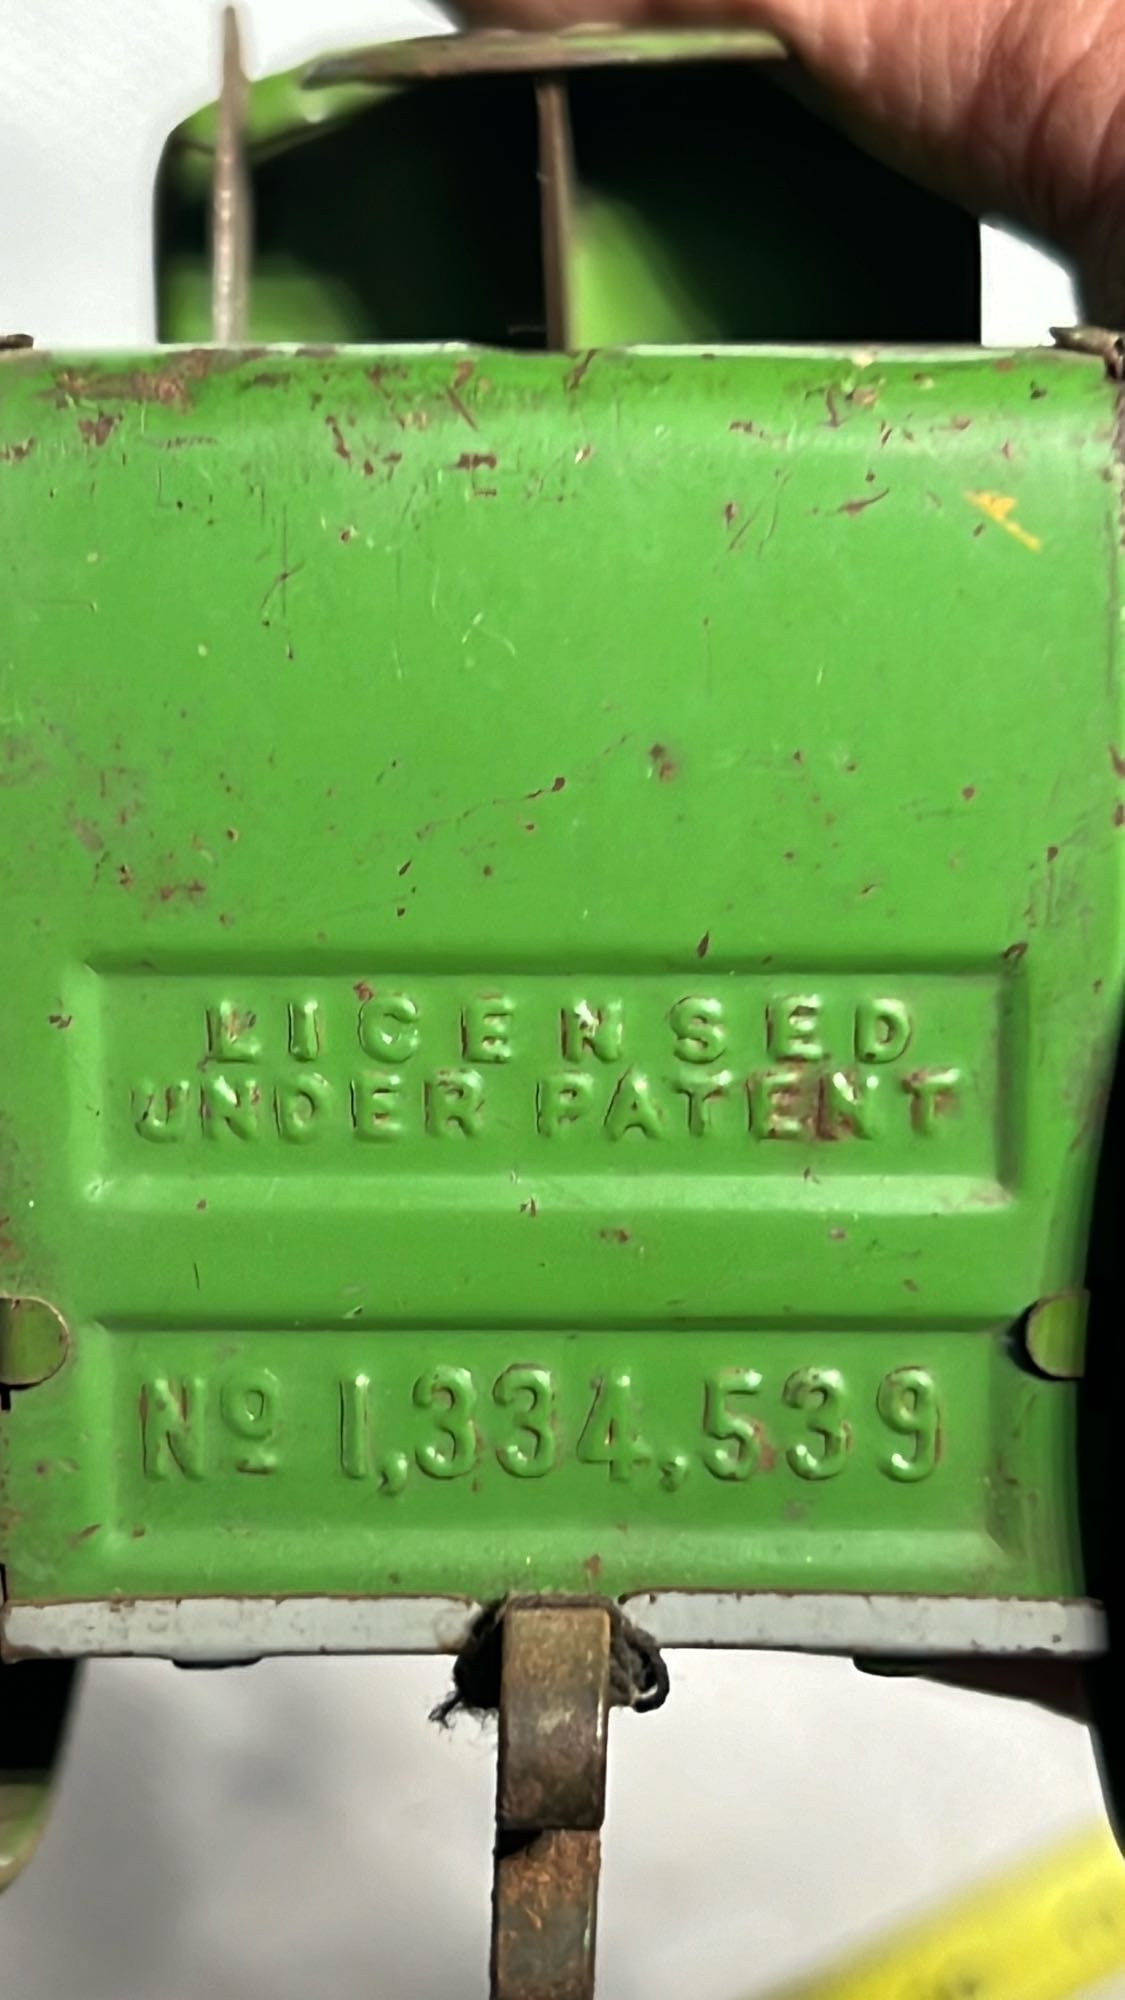 LICENSED
UNDER PATENT
Nº 1,334,539